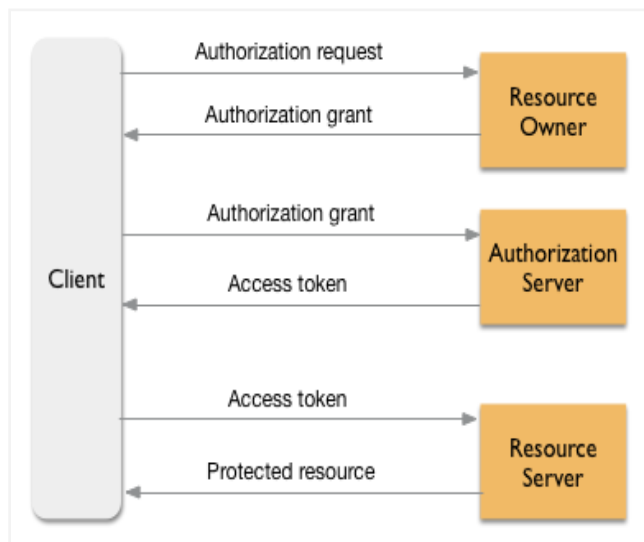 Authorization request
Resource
Owner
Authorization grant
Authorization grant
Authorization
Server
Client
Access token
Access token
Resource
Server
Protected resource